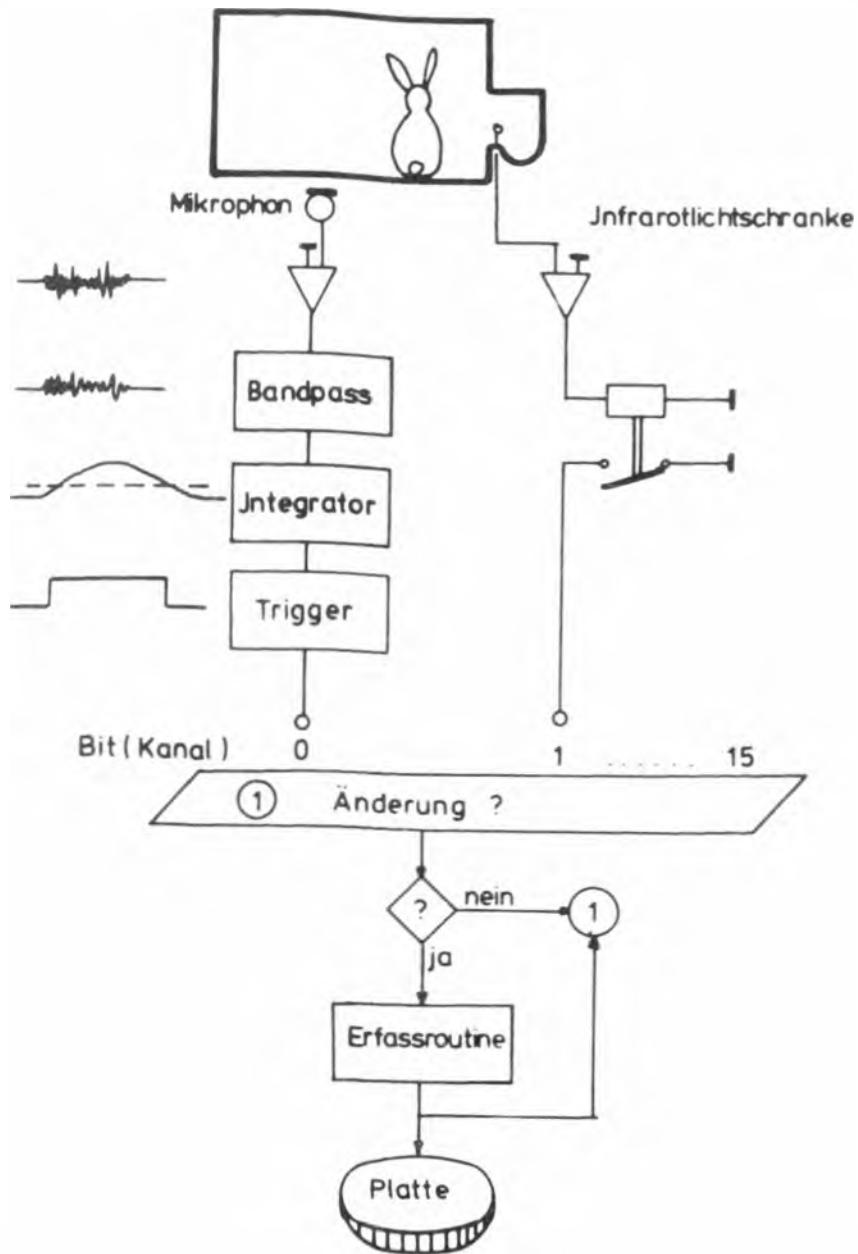 Mikrophon
Jnfrarotlichtschranke
Bandpass
Jntegrator
Trigger
Bit (Kanal) 0 1 ....... 15
1 Änderung ?
? nein 1
ja
Erfassroutine
Platte